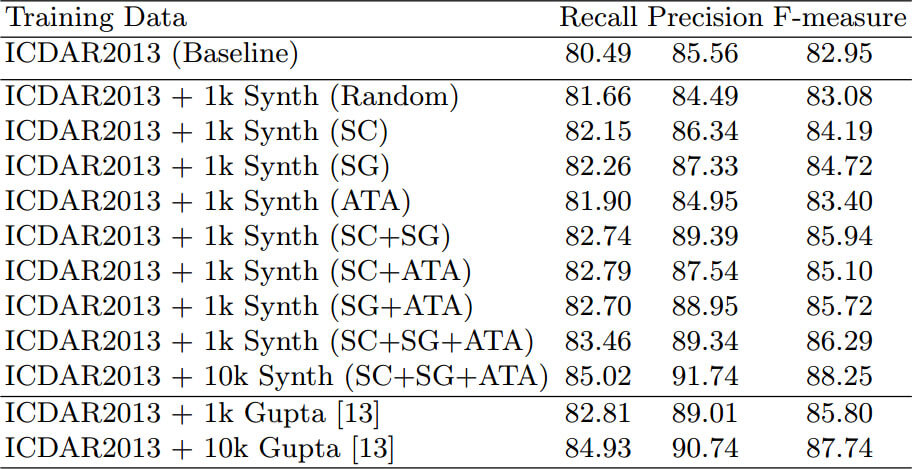 Training Data Recall Precision F-measure
ICDAR2013 (Baseline) 80.49 85.56 82.95
ICDAR2013 + 1k Synth (Random) 81.66 84.49 83.08
ICDAR2013 + 1k Synth (SC) 82.15 86.34 84.19
ICDAR2013 + 1k Synth (SG) 82.26 87.33 84.72
ICDAR2013 + 1k Synth (ATA) 81.90 84.95 83.40
ICDAR2013 + 1k Synth (SC+SG) 82.74 89.39 85.94
ICDAR2013 + 1k Synth (SC+ATA) 82.79 87.54 85.10
ICDAR2013 + 1k Synth (SG+ATA) 82.70 88.95 85.72
ICDAR2013 + 1k Synth (SC+SG+ATA) 83.46 89.34 86.29
ICDAR2013 + 10k Synth (SC+SG+ATA) 85.02 91.74 88.25
ICDAR2013 + 1k Gupta [13] 82.81 89.01 85.80
ICDAR2013 + 10k Gupta [13] 84.93 90.74 87.74